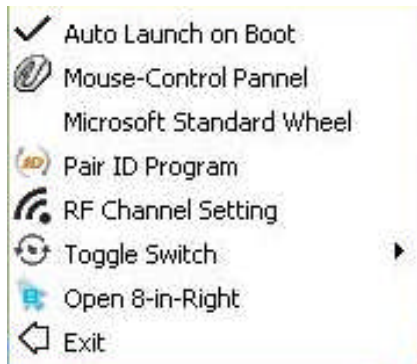 Auto Launch on Boot
Mouse-Control Pannel
Microsoft Standard Wheel
Pair ID Program
RF Channel Setting
Toggle Switch
Open 8-in-Right
Exit